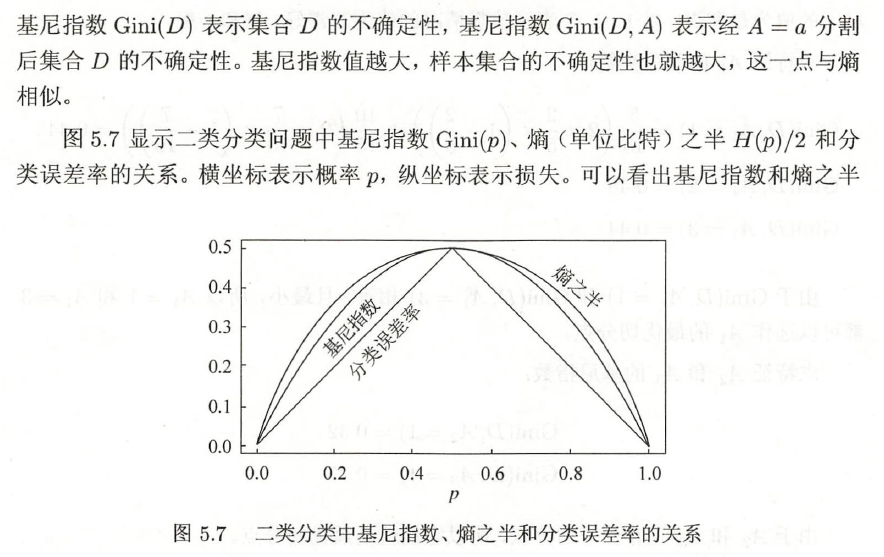 基尼指数 Gini(D) 表示集合 D 的不确定性，基尼指数 Gini(D, A) 表示经 A = a 分割
后集合 D 的不确定性。基尼指数值越大，样本集合的不确定性也就越大，这一点与熵
相似。
图 5.7 显示二类分类问题中基尼指数 Gini(p)、熵（单位比特）之半 H(p)/2 和分
类误差率的关系。横坐标表示概率 p，纵坐标表示损失。可以看出基尼指数和熵之半
0.5
0.4
0.3
0.2
0.1
0.0
熵之半
基尼指数
分类误差率
0.0 0.2 0.4 0.6 0.8 1.0
p
图 5.7 二类分类中基尼指数、熵之半和分类误差率的关系